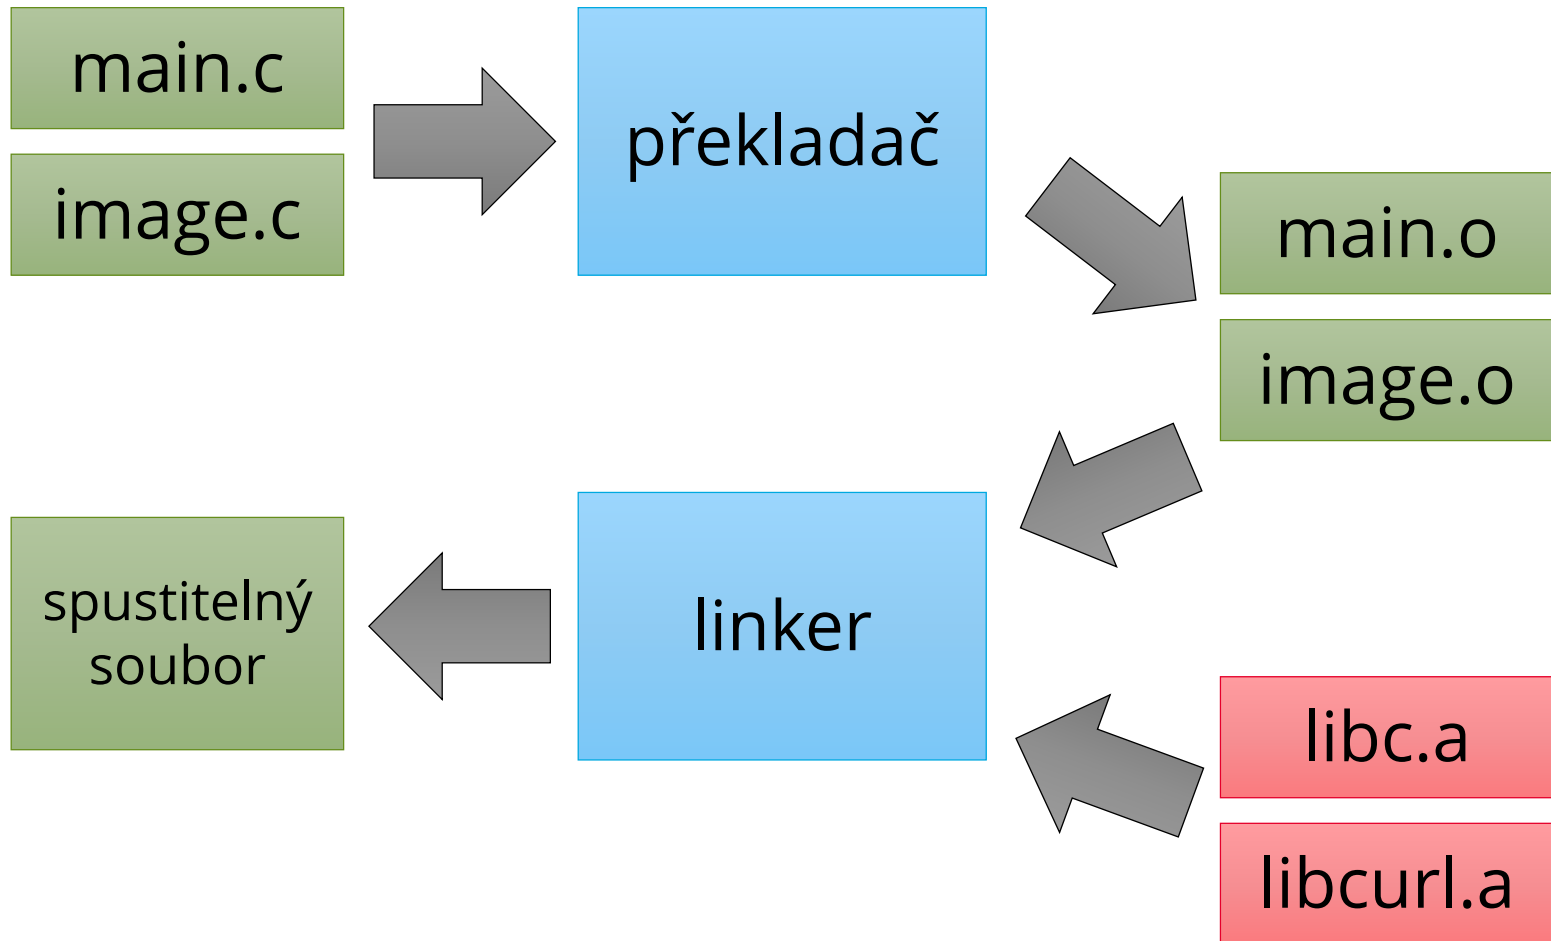 main.c
image.c
překladač
main.o
image.o
linker
spustitelný
soubor
libc.a
libcurl.a